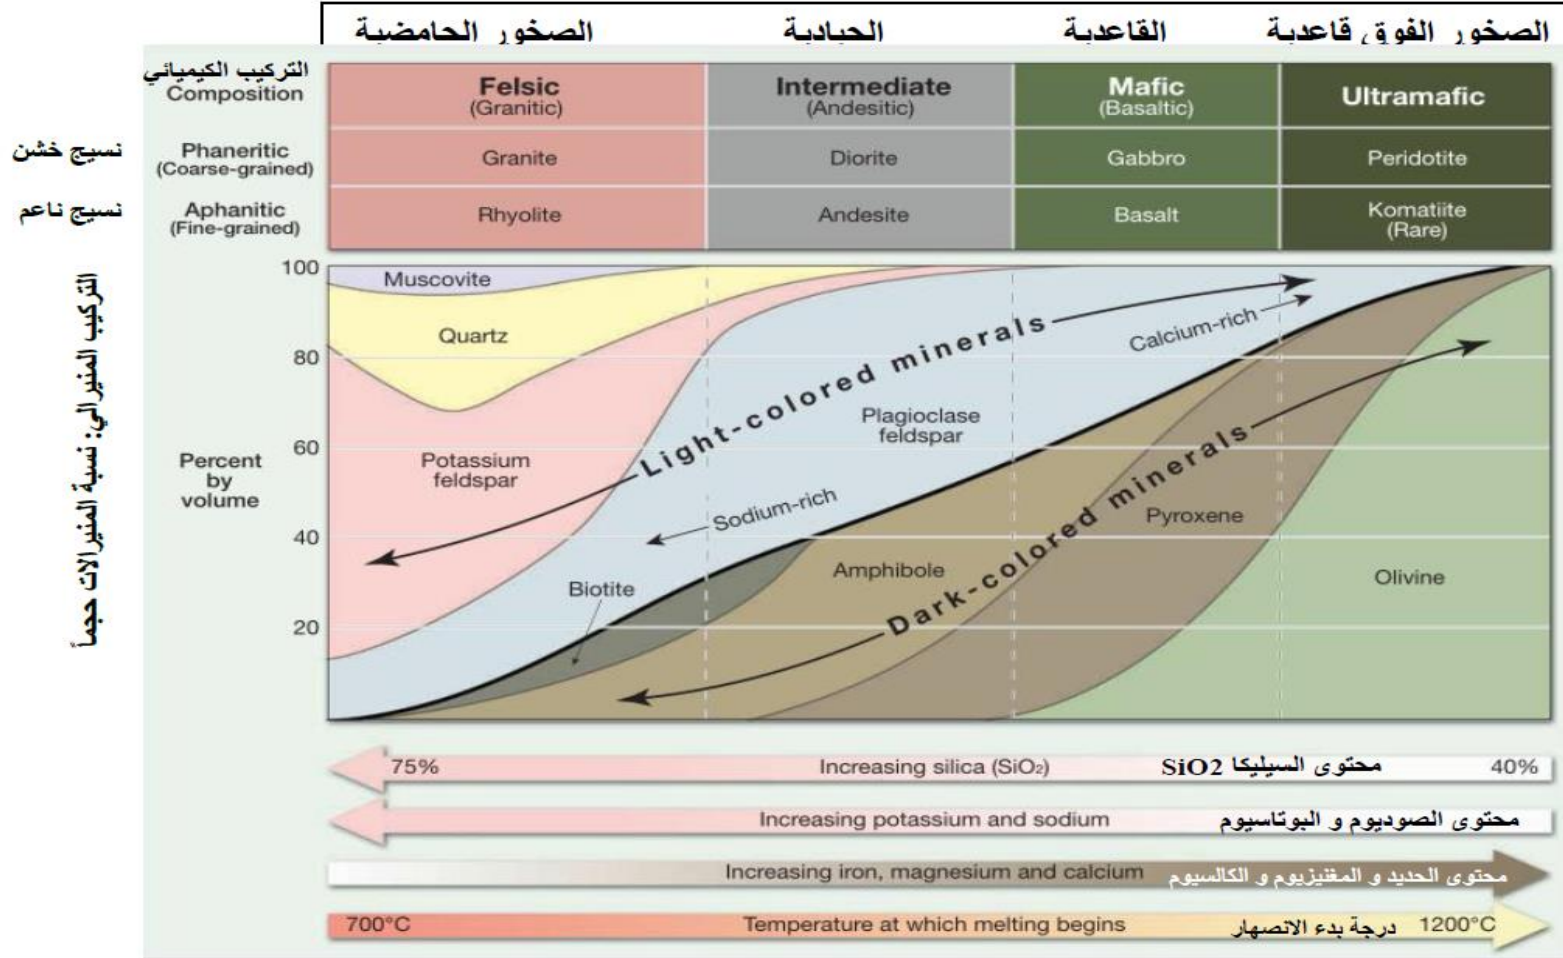 الصخور الحامضية
الحيادية
القاعدية
الصخور الفوق قاعدية
التركيب الكيميائي
Composition
Felsic
(Granitic)
Intermediate
(Andesitic)
Mafic
(Basaltic)
Ultramafic
نسيج خشن
Phaneritic
(Coarse-grained)
Granite
Diorite
Gabbro
Peridotite
نسيج ناعم
Aphanitic
(Fine-grained)
Rhyolite
Andesite
Basalt
Komatiite
(Rare)
التركيب المنيرالي: نسبة المنيرالات حجماً
Percent
by
volume
100
80
60
40
20
Muscovite
Quartz
Potassium
feldspar
Light-colored minerals
Calcium-rich
Plagioclase
feldspar
Sodium-rich
Biotite
Amphibole
Dark-colored minerals
Pyroxene
Olivine
75%
Increasing silica (SiO2)
محتوى السيليكا SiO2
40%
Increasing potassium and sodium
محتوى الصوديوم و البوتاسيوم
Increasing iron, magnesium and calcium
محتوى الحديد و المغنيزيوم و الكالسيوم
700°C
Temperature at which melting begins
درجة بدء الانصهار
1200°C